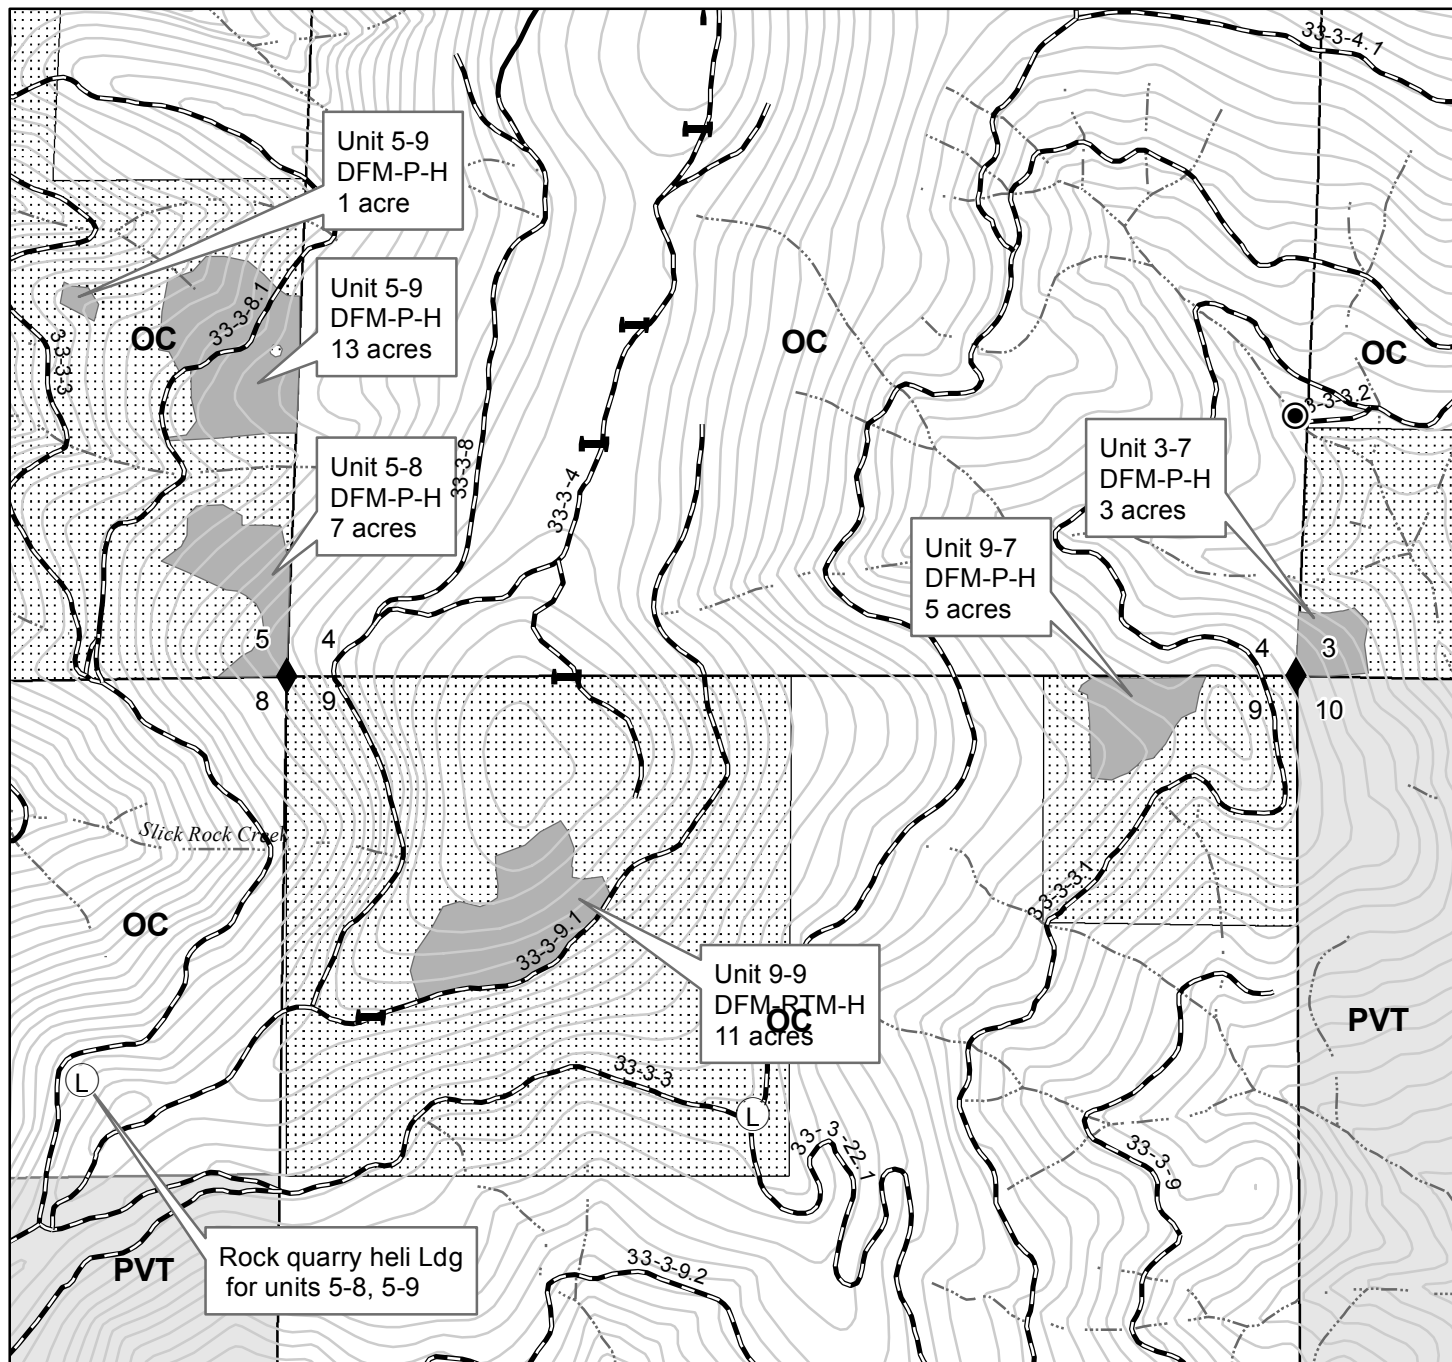 33-3-4.1
Unit 5-9
DFM-P-H
1 acre
Unit 5-9
DFM-P-H
13 acres
33-3-8.1
OC
3-3-3
OC
OC
3-3-3.2
Unit 5-8
DFM-P-H
7 acres
33-3-8
33-3-4
Unit 3-7
DFM-P-H
3 acres
Unit 9-7
DFM-P-H
5 acres
5
4
4
3
8
9
9
10
Slick Rock Creek
OC
33-3-3.1
33-3-9.1
Unit 9-9
DFM-RTM-H
11 acres
OC
PVT
L
33-3-3
L
33-3-22.1
33-3-9
Rock quarry heli Ldg
for units 5-8, 5-9
PVT
33-3-9.2